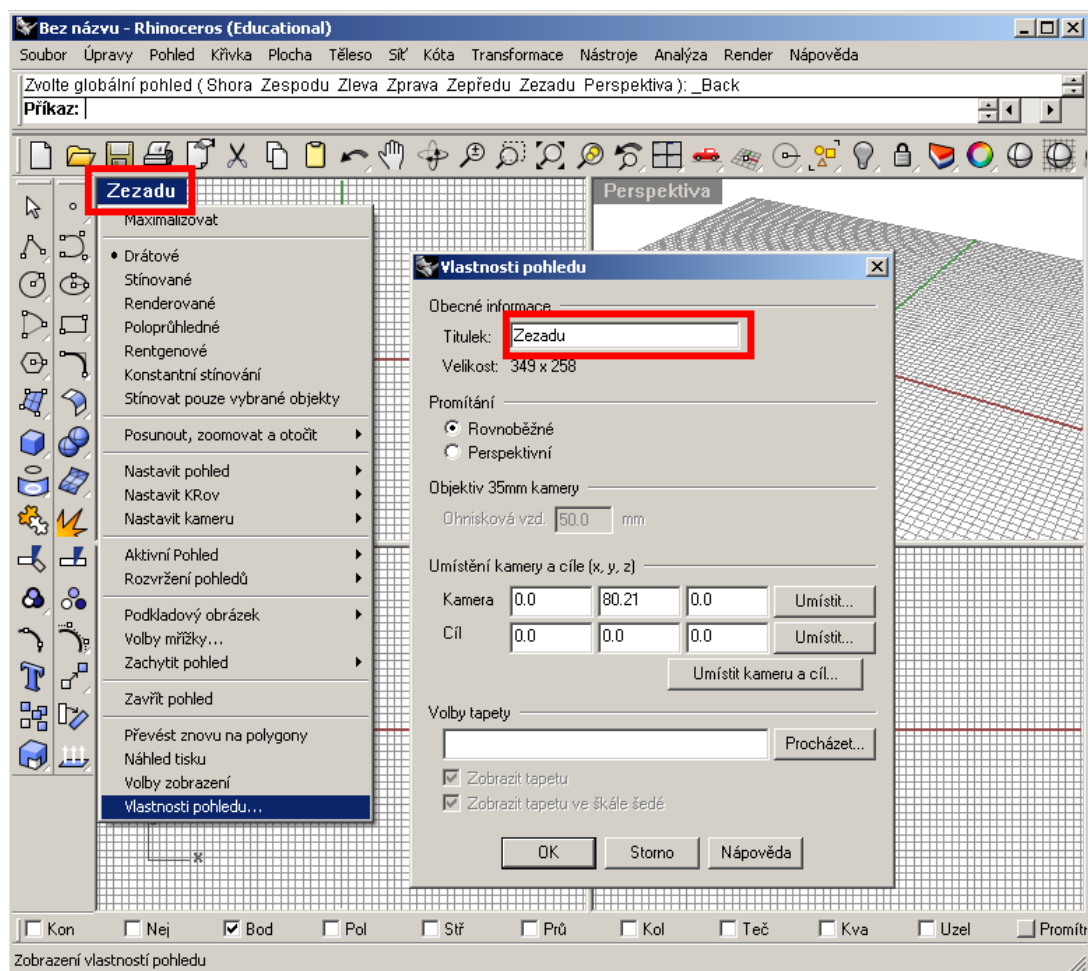 Bez názvu - Rhinoceros (Educational)
Soubor Úpravy Pohled Křivka Plocha Těleso Síť Kóta Transformace Nástroje Analýza Render Nápověda
Zvolte globální pohled ( Shora Zespodu Zleva Zprava Zepředu Zezadu Perspektiva ): _Back
Příkaz:
Zezadu
Perspektiva
Maximalizovat
Drátové
Stínované
Renderované
Poloprůhledné
Rentgenové
Konstantní stínování
Stínovat pouze vybrané objekty
Posunout, zoomovat a otočit
Nastavit pohled
Nastavit KRov
Nastavit kameru
Aktivní Pohled
Rozvržení pohledů
Podkladový obrázek
Volby mřížky...
Zachytit pohled
Zavřít pohled
Převést znovu na polygony
Náhled tisku
Volby zobrazení
Vlastnosti pohledu...
x
Vlastnosti pohledu
Obecné informace
Titulek: Zezadu
Velikost: 349 x 258
Promítání
Rovnoběžné
Perspektivní
Objektiv 35mm kamery
Ohnisková vzd. 50.0 mm
Umístění kamery a cíle (x, y, z)
Kamera 0.0 80.21 0.0 Umístit...
Cíl 0.0 0.0 0.0 Umístit...
Umístit kameru a cíl...
Volby tapety
Procházet...
Zobrazit tapetu
Zobrazit tapetu ve škále šedé
OK Storno Nápověda
Kon Nej Bod Pol Stř Prů Kol Teč Kva Uzel Promítn
Zobrazení vlastností pohledu